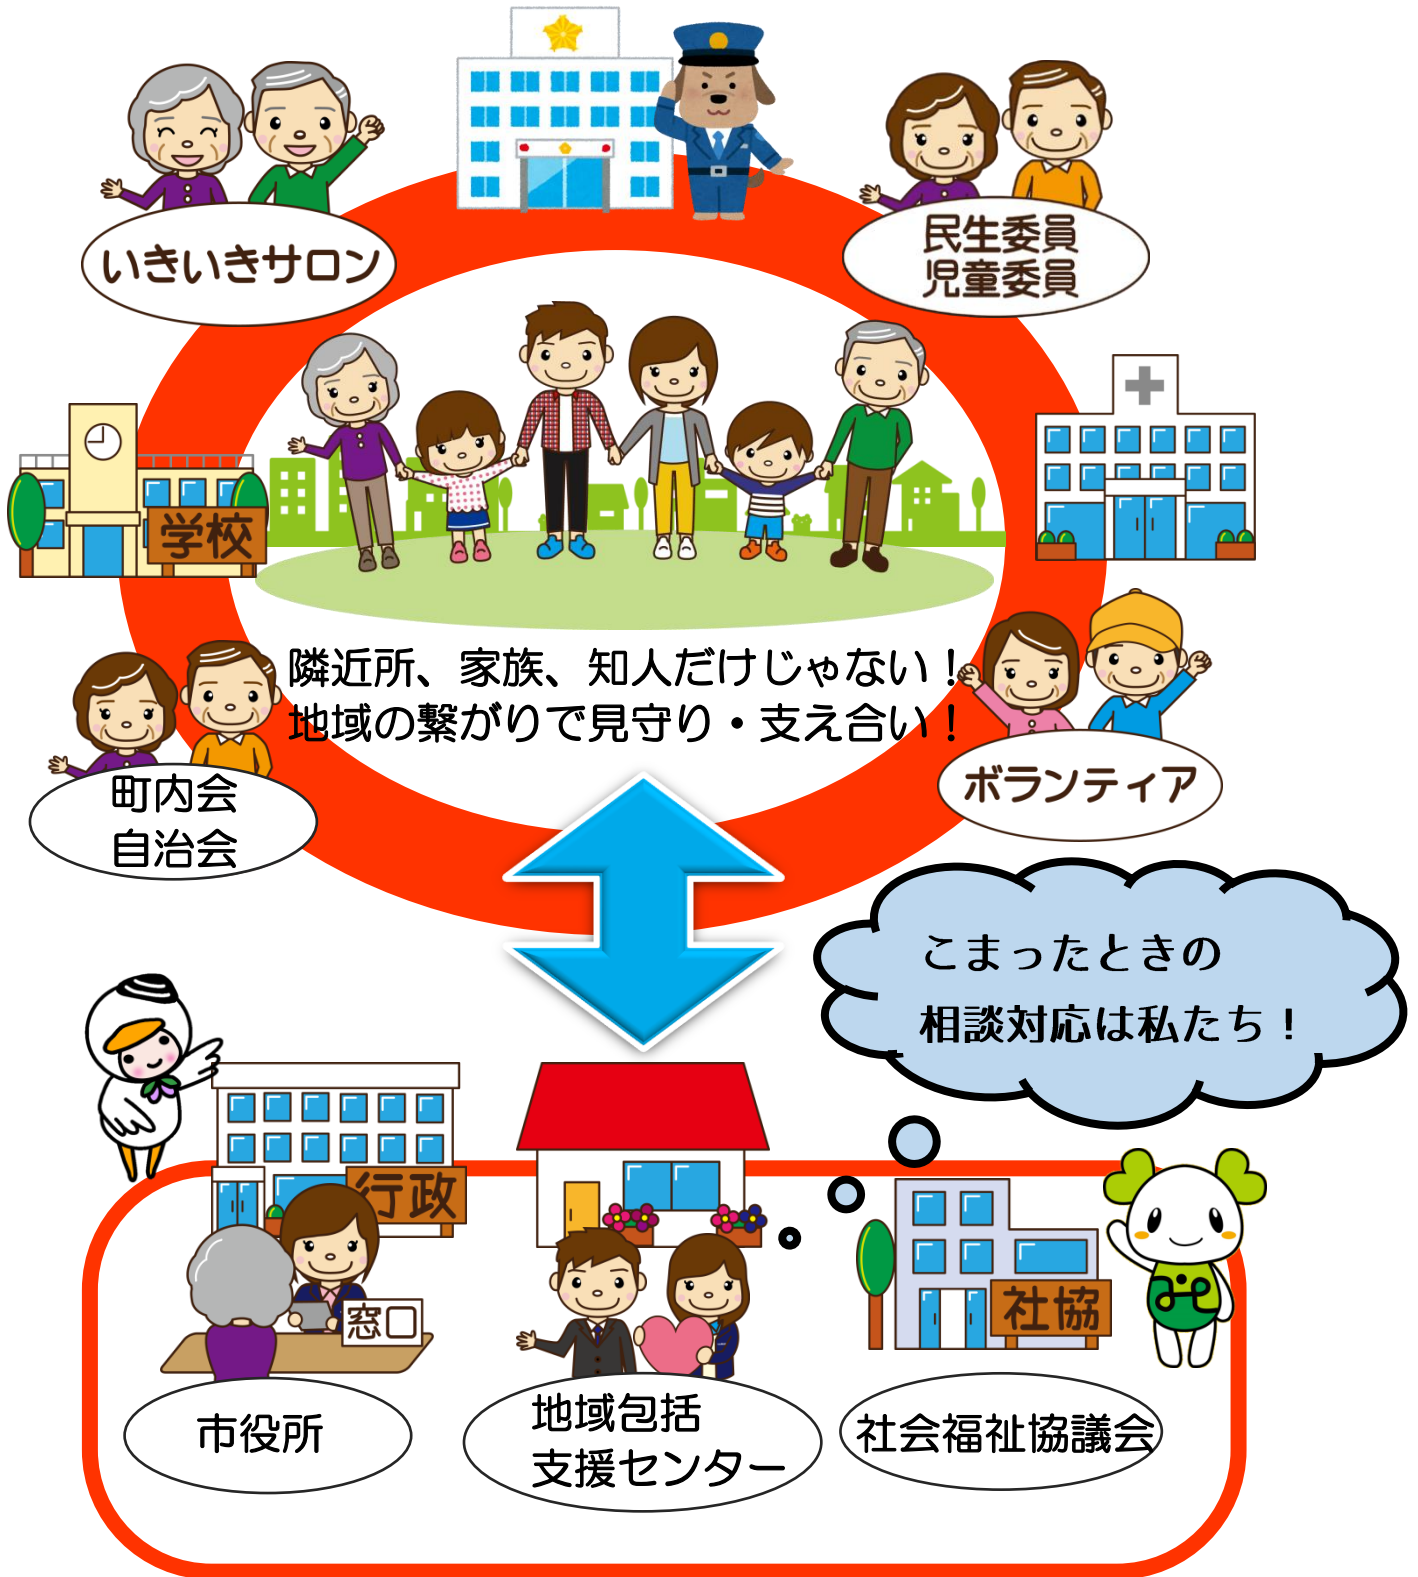 いきいきサロン
民生委員
児童委員
学校
隣近所、家族、知人だけじゃない！
地域の繋がりで見守り・支え合い！
町内会
自治会
ボランティア
こまったときの
相談対応は私たち！
行政
窓口
社協
市役所
地域包括
支援センター
社会福祉協議会